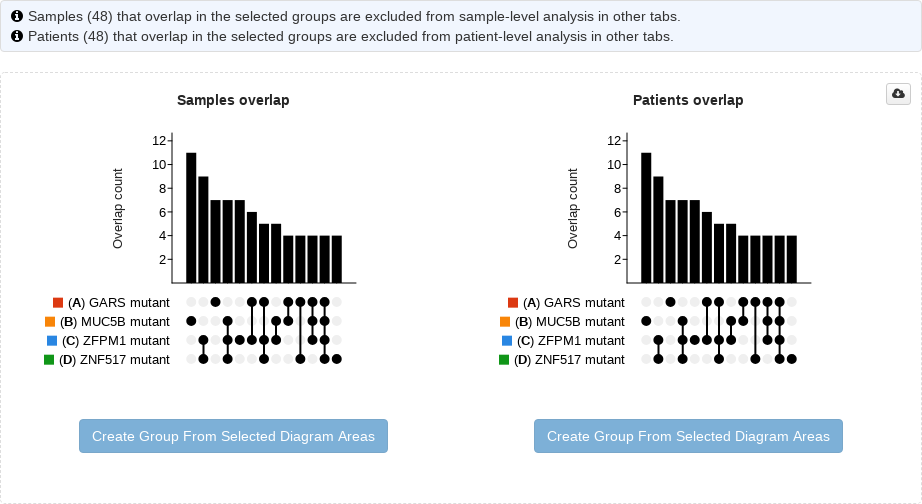 Samples (48) that overlap in the selected groups are excluded from sample-level analysis in other tabs.
Patients (48) that overlap in the selected groups are excluded from patient-level analysis in other tabs.
Samples overlap
12
10
8
6
4
2
Overlap count
(A) GARS mutant
(B) MUC5B mutant
(C) ZFPM1 mutant
(D) ZNF517 mutant
Create Group From Selected Diagram Areas
Patients overlap
12
10
8
6
4
2
Overlap count
(A) GARS mutant
(B) MUC5B mutant
(C) ZFPM1 mutant
(D) ZNF517 mutant
Create Group From Selected Diagram Areas